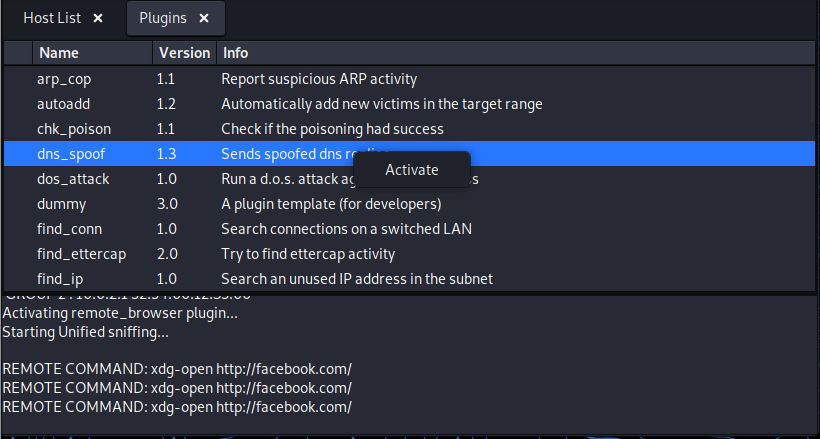 Host List ×
Plugins ×
Name Version Info
arp_cop 1.1 Report suspicious ARP activity
autoadd 1.2 Automatically add new victims in the target range
chk_poison 1.1 Check if the poisoning had success
dns_spoof 1.3 Sends spoofed dns
Activate
dos_attack 1.0 Run a d.o.s. attack
dummy 3.0 A plugin template (for developers)
find_conn 1.0 Search connections on a switched LAN
find_ettercap 2.0 Try to find ettercap activity
find_ip 1.0 Search an unused IP address in the subnet
Activating remote_browser plugin...
Starting Unified sniffing...
REMOTE COMMAND: xdg-open http://facebook.com/
REMOTE COMMAND: xdg-open http://facebook.com/
REMOTE COMMAND: xdg-open http://facebook.com/